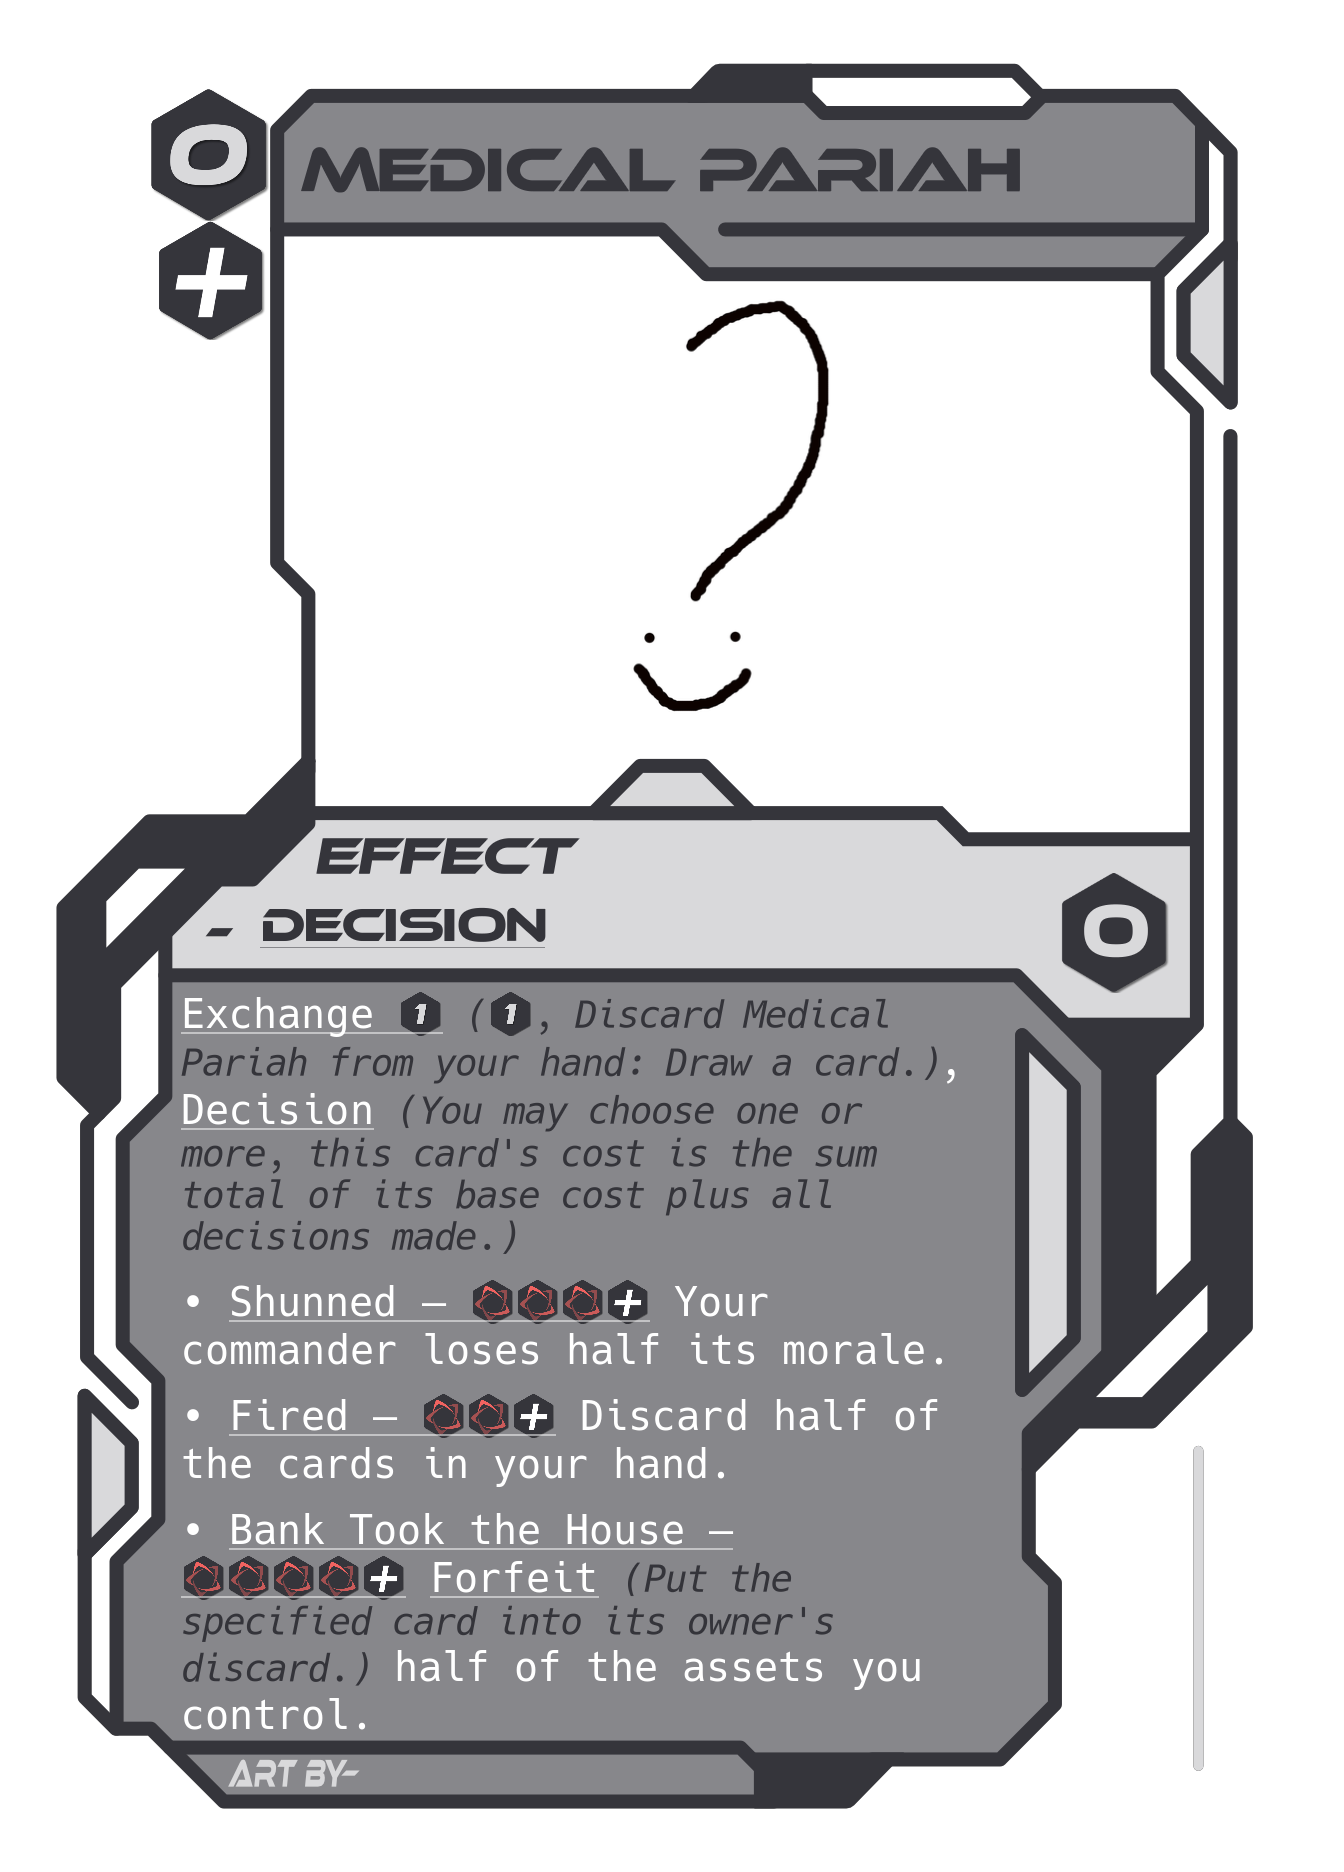 0
MEDICAL PARIAH
+
EFFECT
- DECISION
0
Exchange 1 (1, Discard Medical
Pariah from your hand: Draw a card.),
Decision (You may choose one or
more, this card's cost is the sum
total of its base cost plus all
decisions made.)
• Shunned – + Your
commander loses half its morale.
• Fired – + Discard half of
the cards in your hand.
• Bank Took the House –
+ Forfeit (Put the
specified card into its owner's
discard.) half of the assets you
control.
ART BY-